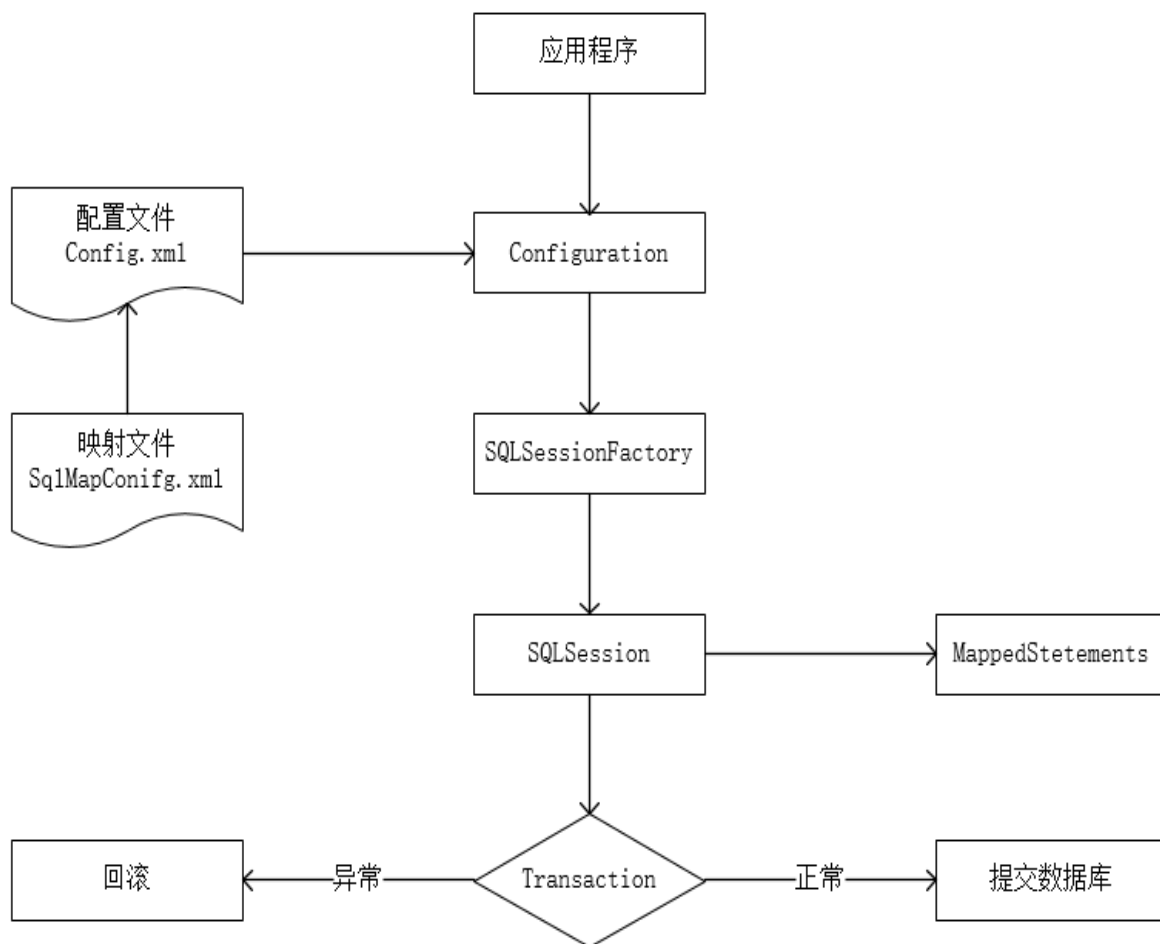 应用程序
配置文件
Config.xml
Configuration
映射文件
SqlMapConifg.xml
SQLSessionFactory
SQLSession
MappedStetements
回滚
异常
Transaction
正常
提交数据库